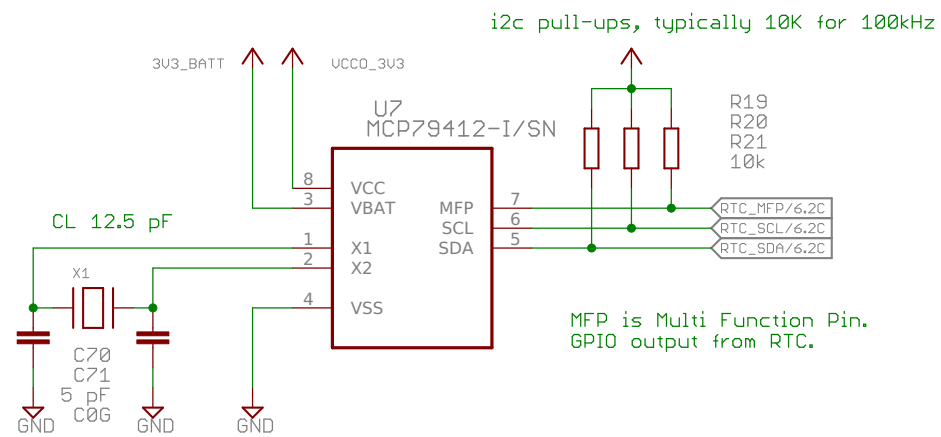 i2c pull-ups, typically 10K for 100kHz
3V3_BATT
VCCO_3V3
U7
MCP79412-I/SN
R19
R20
R21
10k
8
VCC
3
VBAT
1
X1
2
X2
4
VSS
MFP
7
SCL
6
SDA
5
RTC_MFP/6.2C
RTC_SCL/6.2C
RTC_SDA/6.2C
CL 12.5 pF
X1
C70
C71
5 pF
C0G
GND
GND
GND
MFP is Multi Function Pin.
GPIO output from RTC.